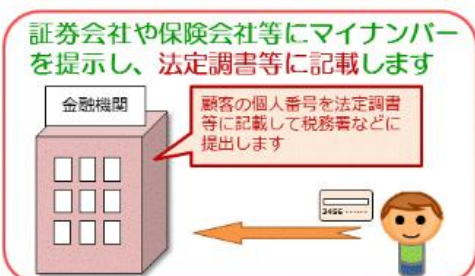 証券会社や保険会社等にマイナンバー
を提示し、法定調書等に記載します
金融機関
顧客の個人番号を法定調書
等に記載して税務署などに
提出します
3456